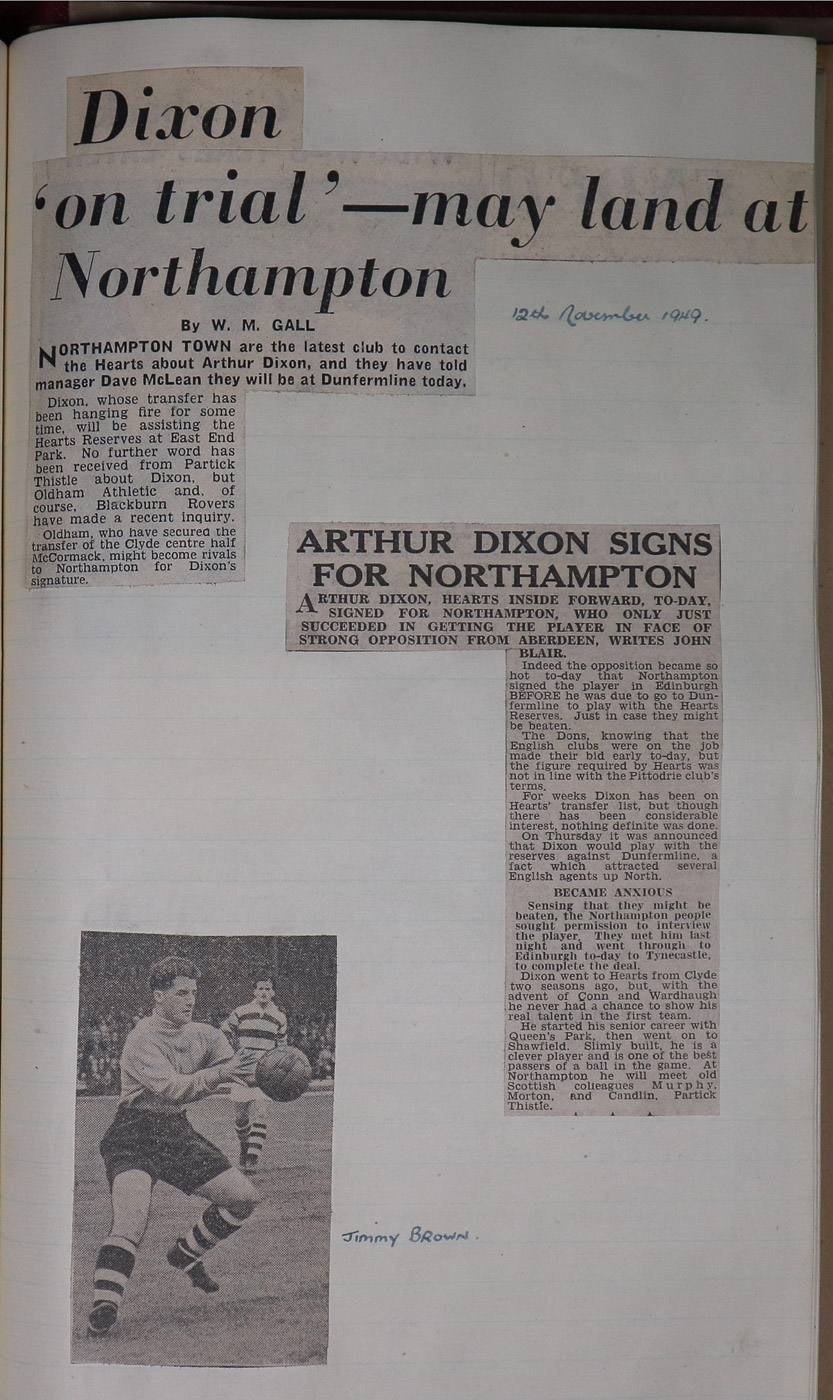 Dixon
‘on trial’—may land at
Northampton
12th November 1949.
By W. M. GALL
NORTHAMPTON TOWN are the latest club to contact
the Hearts about Arthur Dixon, and they have told
manager Dave McLean they will be at Dunfermline today.
Dixon, whose transfer has
been hanging fire for some
time, will be assisting the
Hearts Reserves at East End
Park. No further word has
been received from Partick
Thistle about Dixon, but
Oldham Athletic and, of
course, Blackburn Rovers
have made a recent inquiry.
Oldham, who have secured the
transfer of the Clyde centre half
McCormack, might become rivals
to Northampton for Dixon's
signature.
ARTHUR DIXON SIGNS
FOR NORTHAMPTON
ARTHUR DIXON, HEARTS INSIDE FORWARD, TO-DAY,
SIGNED FOR NORTHAMPTON, WHO ONLY JUST
SUCCEEDED IN GETTING THE PLAYER IN FACE OF
STRONG OPPOSITION FROM ABERDEEN, WRITES JOHN
BLAIR.
Indeed the opposition became so
hot to-day that Northampton
signed the player in Edinburgh
BEFORE he was due to go to Dun-
fermline to play with the Hearts
Reserves. Just in case they might
be beaten.
The Dons, knowing that the
English clubs were on the job
made their bid early to-day, but
the figure required by Hearts was
not in line with the Pittodrie club's
terms.
For weeks Dixon has been on
Hearts' transfer list, but though
there has been considerable
interest, nothing definite was done.
On Thursday it was announced
that Dixon would play with the
reserves against Dunfermline, a
fact which attracted several
English agents up North.
BECAME ANXIOUS
Sensing that they might be
beaten, the Northampton people
sought permission to interview
the player. They met him last
night and went through to
Edinburgh to-day to Tynecastle,
to complete the deal.
Dixon went to Hearts from Clyde
two seasons ago, but, with the
advent of Conn and Wardhaugh
he never had a chance to show his
real talent in the first team.
He started his senior career with
Queen's Park, then went on to
Shawfield. Slimly built, he is a
clever player and is one of the best
passers of a ball in the game. At
Northampton he will meet old
Scottish colleagues Murphy,
Morton, and Candlin, Partick
Thistle.
Jimmy BROWN.